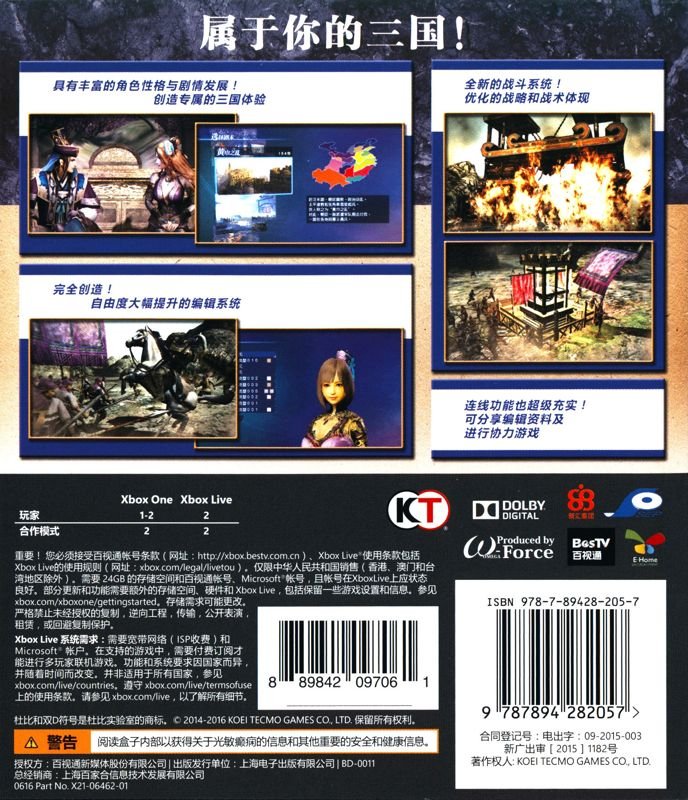 属于你的三国！
具有丰富的角色性格与剧情发展！
创造专属的三国体验
黄巾之乱
184年
全新的战斗系统！
优化的战略和战术体现
完全创造！
自由度大幅提升的编辑系统
连线功能也超级充实！
可分享编辑资料及
进行协力游戏
Xbox One Xbox Live
玩家 1-2 2
合作模式 2 2
KT
DOLBY
DIGITAL
Produced by
ω-Force
OMEGA
BesTV
百视通
E-Home
重要！您必须接受百视通帐号条款（网址：http://xbox.bestv.com.cn）、Xbox Live®使用条款包括
Xbox Live的使用规则（网址：xbox.com/legal/livetou）。仅限中华人民共和国销售（香港、澳门和台
湾地区除外）。需要 24GB 的存储空间和百视通帐号、Microsoft®帐号，且帐号在XboxLive上应状态
良好。部分更新和功能需要额外的存储空间、硬件和 Xbox Live，包括保留一些游戏设置和信息。参见
xbox.com/xboxone/gettingstarted。存储需求可能更改。
严格禁止未经授权的复制，逆向工程，传输，公开表演，
租赁，或回避复制保护。
Xbox Live 系统需求：需要宽带网络（ISP收费）和
Microsoft® 帐户。在支持的游戏中，需要付费订阅才
能进行多玩家联机游戏。功能和系统要求因国家而异，
并随着时间而改变。并非适用于所有国家，参见
xbox.com/live/countries。遵守 xbox.com/live/termsofuse
上的使用条款。请参见 xbox.com/live，以了解所有细节。
8 89842 09706 1
ISBN 978-7-89428-205-7
9 787894 282057 >
合同登记号：电出字：09-2015-003
新广出审 [ 2015 ] 1182号
著作权人: KOEI TECMO GAMES CO., LTD.
杜比和双D符号是杜比实验室的商标。 © 2014-2016 KOEI TECMO GAMES CO., LTD. 保留所有权利。
警告 阅读盒子内部以获得关于光敏癫痫的信息和其他重要的安全和健康信息。
授权方：百视通新媒体股份有限公司 | 出版发行单位：上海电子出版有限公司 | BD-0011
总经销商：上海百家合信息技术发展有限公司
0616 Part No. X21-06462-01